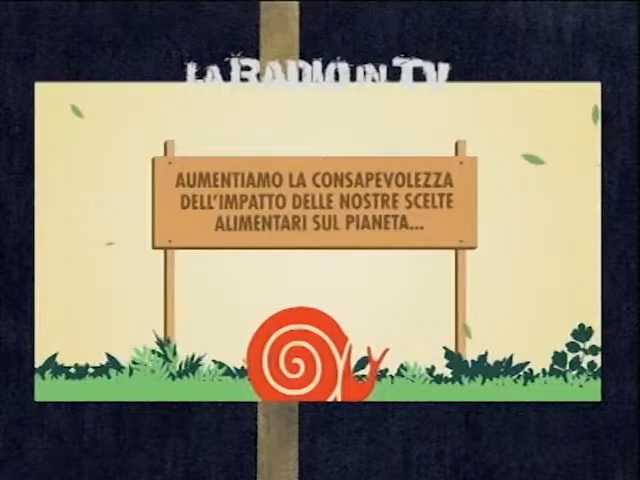 LA RADIO IN TV
AUMENTIAMO LA CONSAPEVOLEZZA
DELL'IMPATTO DELLE NOSTRE SCELTE
ALIMENTARI SUL PIANETA...